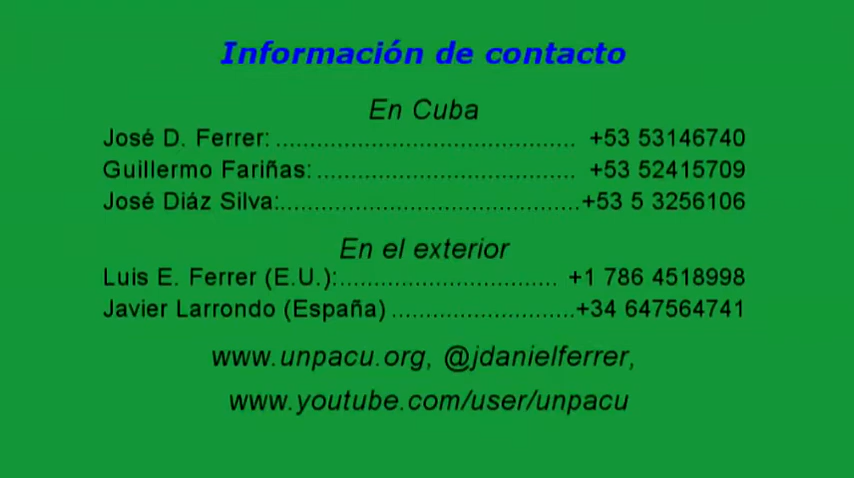 Información de contacto
En Cuba
José D. Ferrer: ............................................ +53 53146740
Guillermo Fariñas: ...................................... +53 52415709
José Diáz Silva:............................................+53 5 3256106
En el exterior
Luis E. Ferrer (E.U.):................................ +1 786 4518998
Javier Larrondo (España) ...........................+34 647564741
www.unpacu.org, @jdanielferrer,
www.youtube.com/user/unpacu